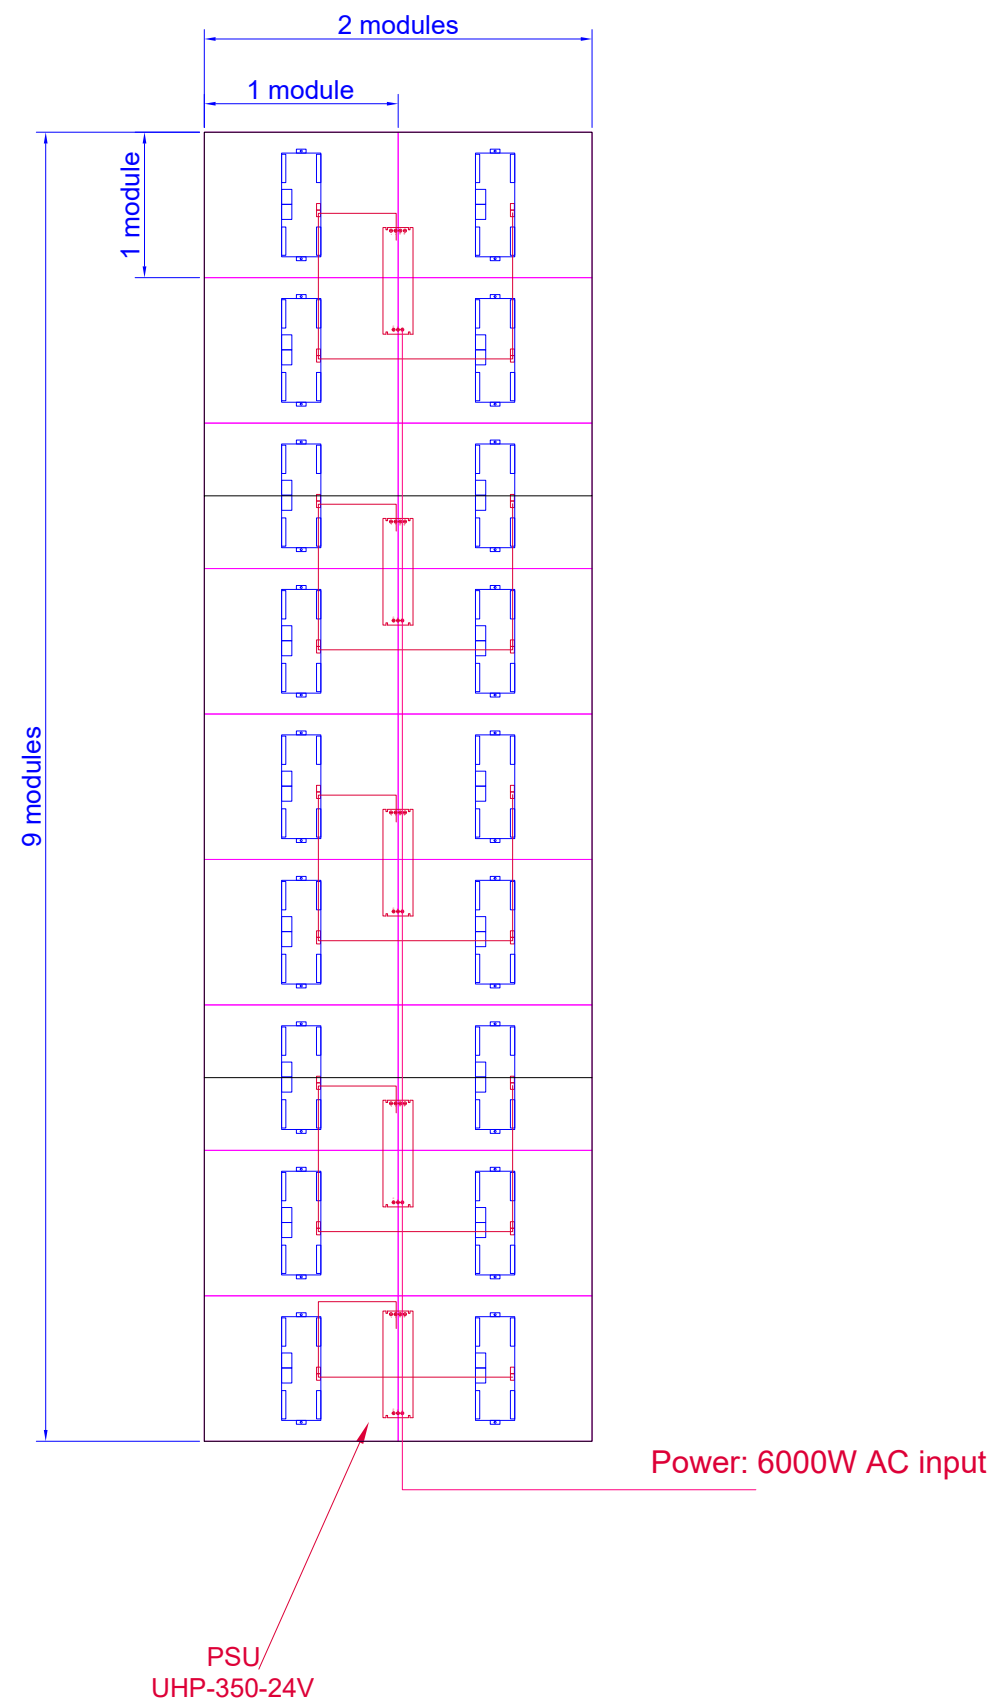 2 modules
1 module
1 module
9 modules
Power: 6000W AC input
PSU
UHP-350-24V